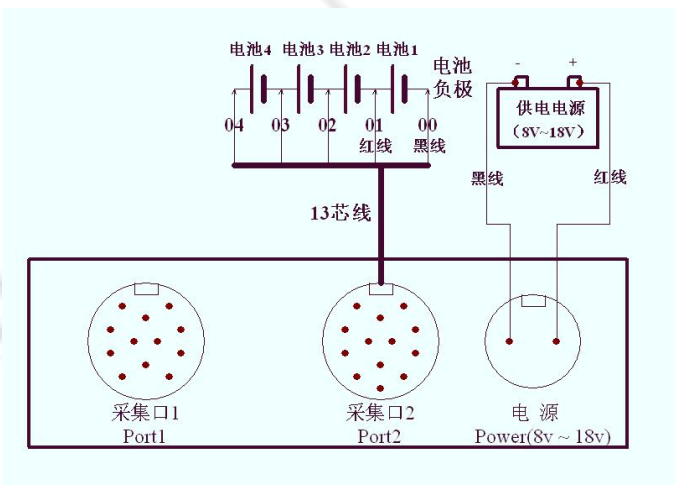 电池4 电池3 电池2 电池1
电池
负极
- +
供电电源
(8V~18V)
04 03 02 01 00
红线 黑线
黑线 红线
13芯线
采集口1 采集口2 电 源
Port1 Port2 Power(8v ~ 18v)